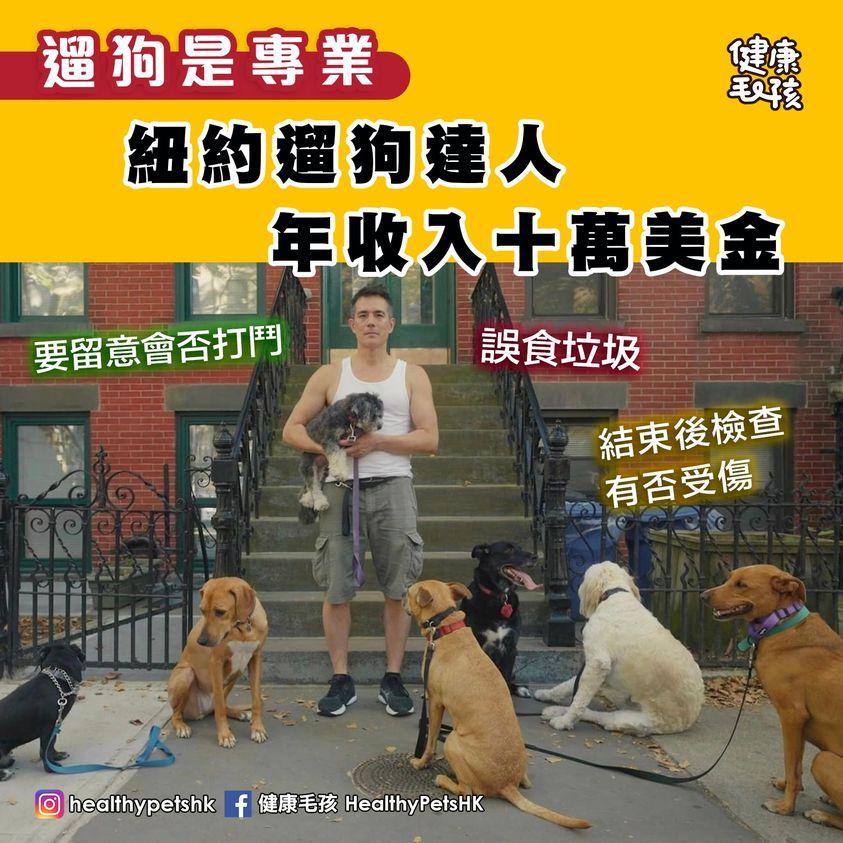 遛狗是專業
健康
毛孩
紐約遛狗達人
年收入十萬美金
要留意會否打鬥
誤食垃圾
結束後檢查
有否受傷
healthypetshk 健康毛孩 HealthyPetsHK